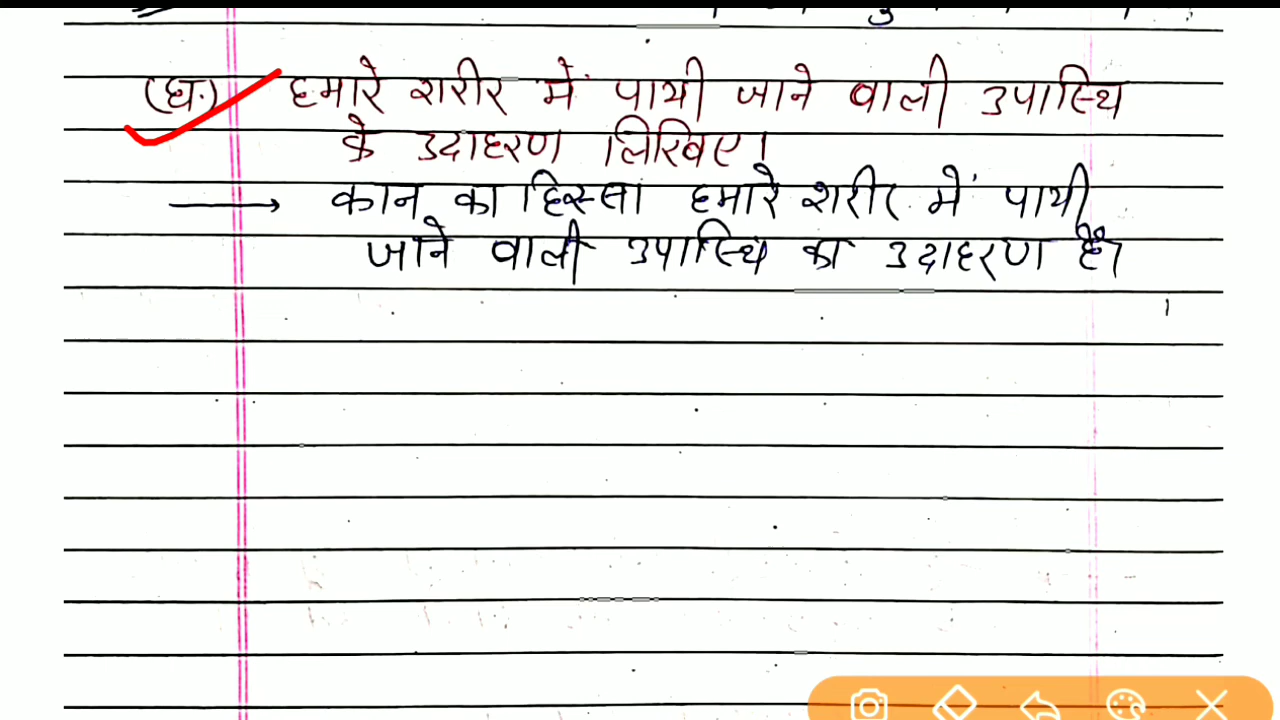 (घ.) हमारे शरीर में पायी जाने वाली उपास्थि
के उदाहरण लिखिए।
कान का हिस्सा हमारे शरीर में पायी
जाने वाली उपास्थि का उदाहरण है।